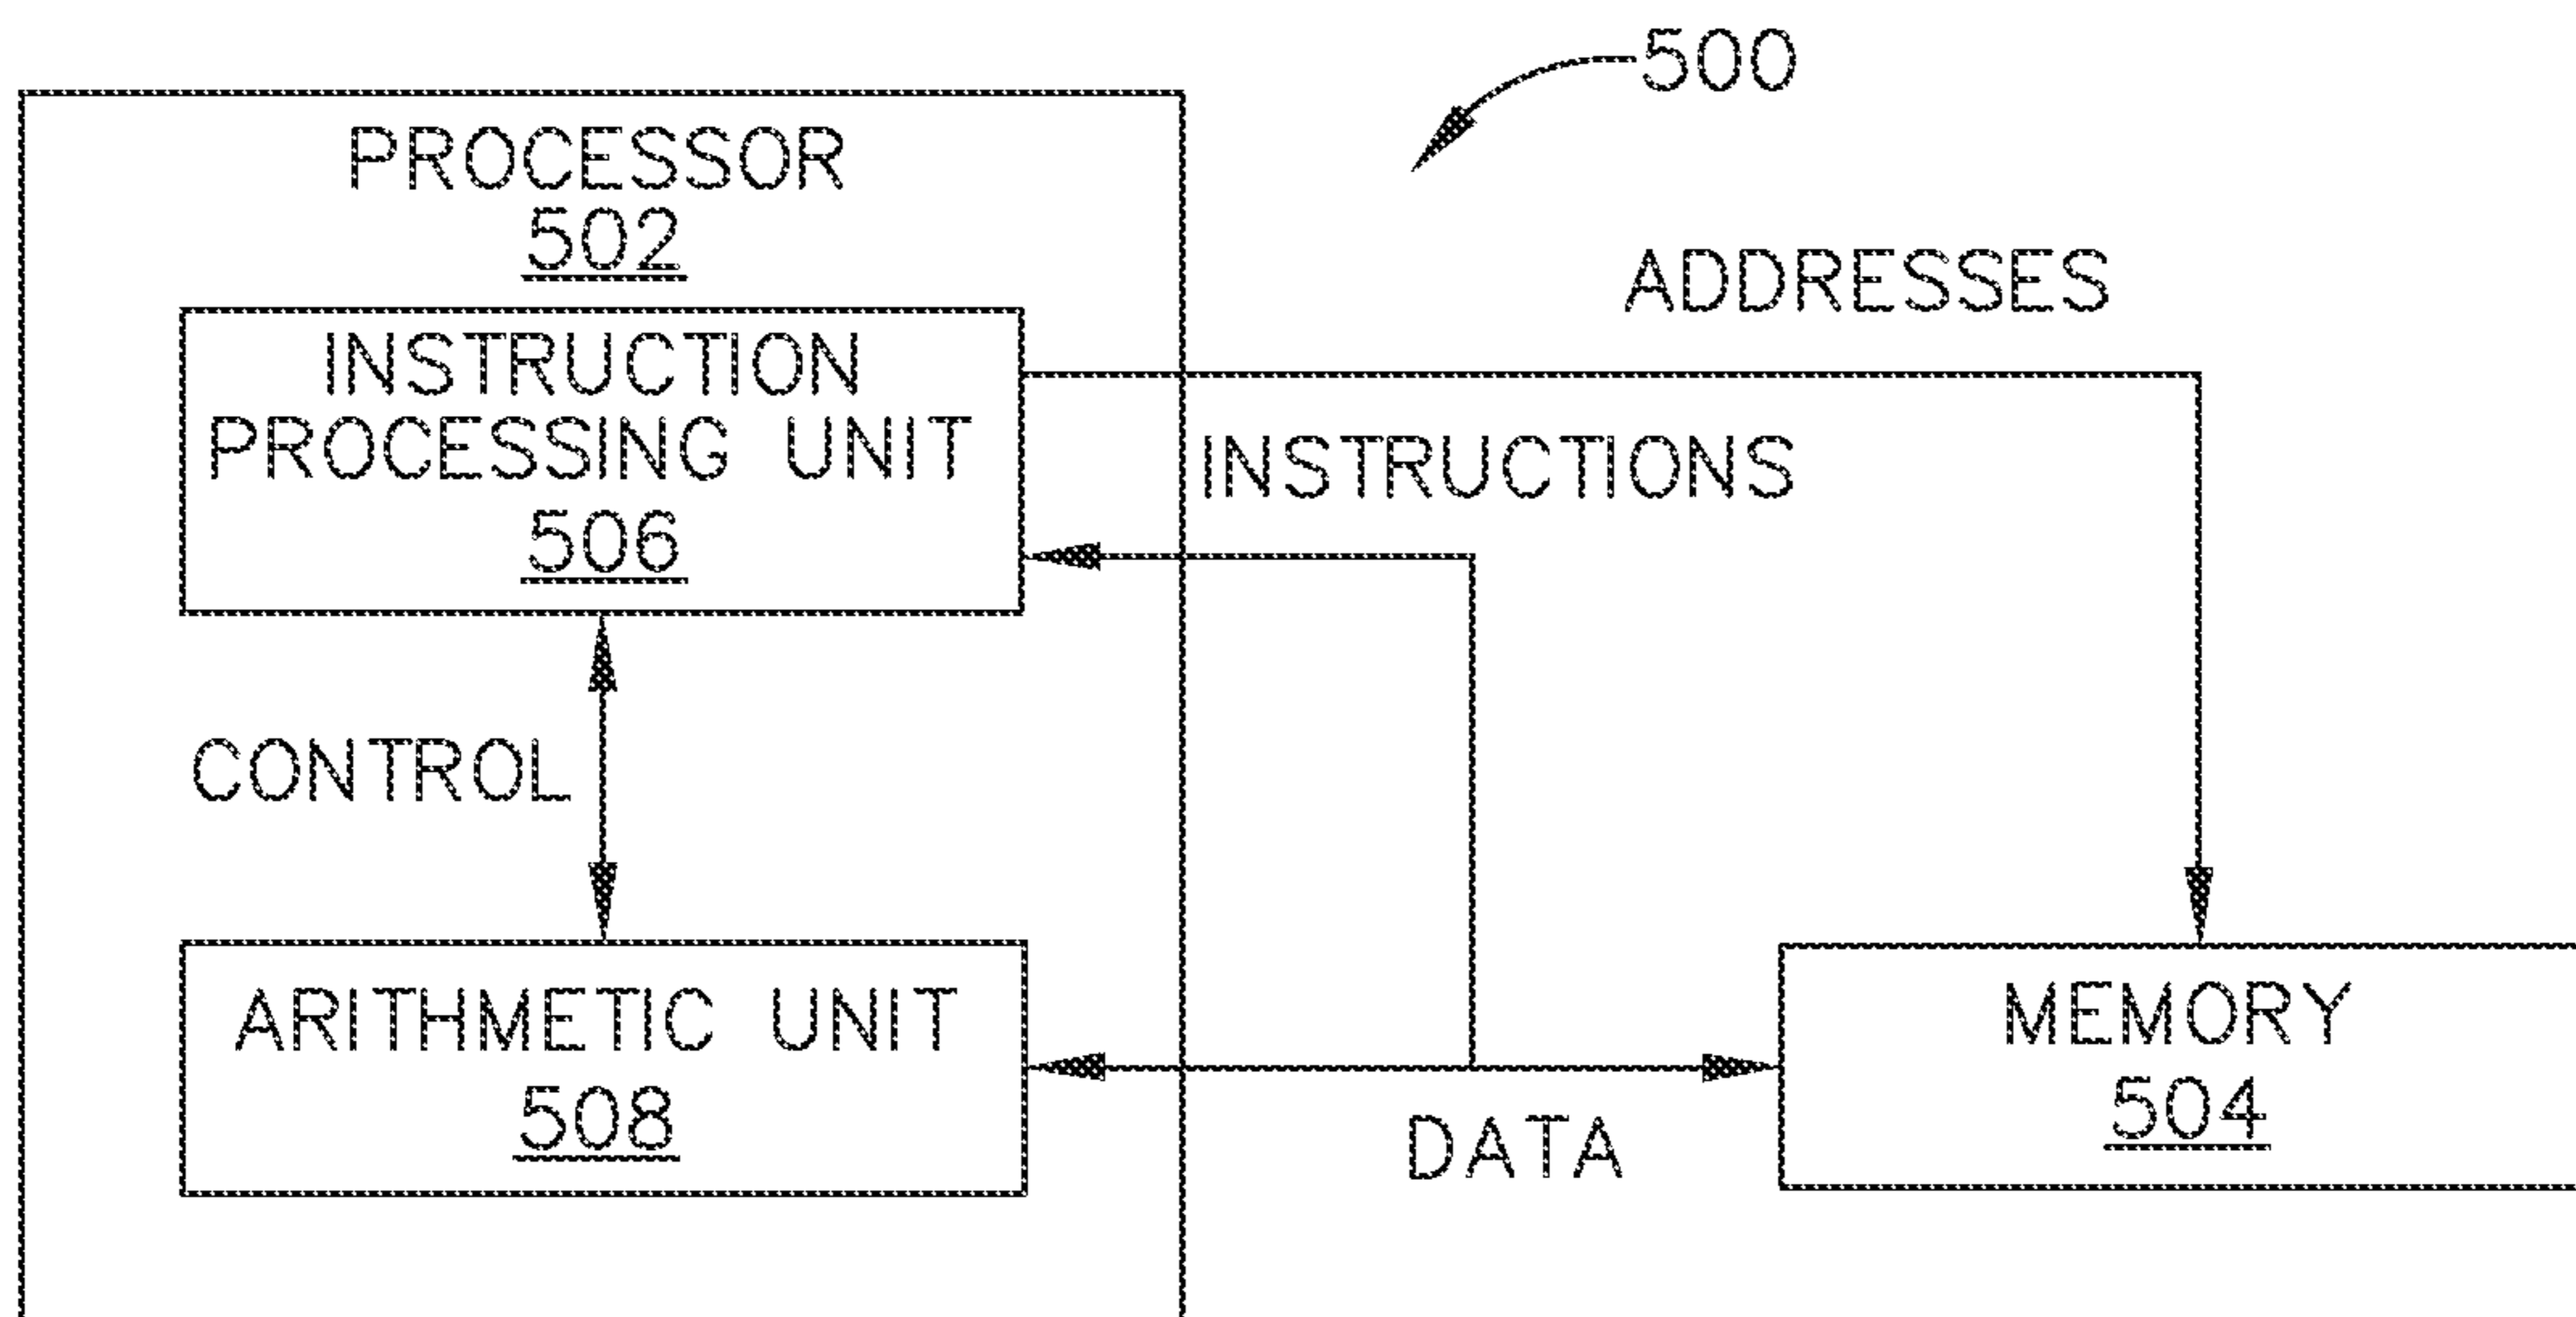 500
PROCESSOR
502
ADDRESSES
INSTRUCTION
PROCESSING UNIT
506
INSTRUCTIONS
CONTROL
ARITHMETIC UNIT
508
MEMORY
504
DATA